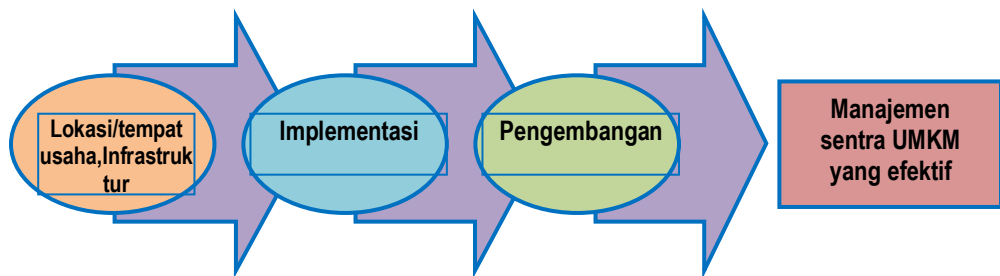 Lokasi/tempat
usaha,Infrastruk
tur
Implementasi
Pengembangan
Manajemen
sentra UMKM
yang efektif